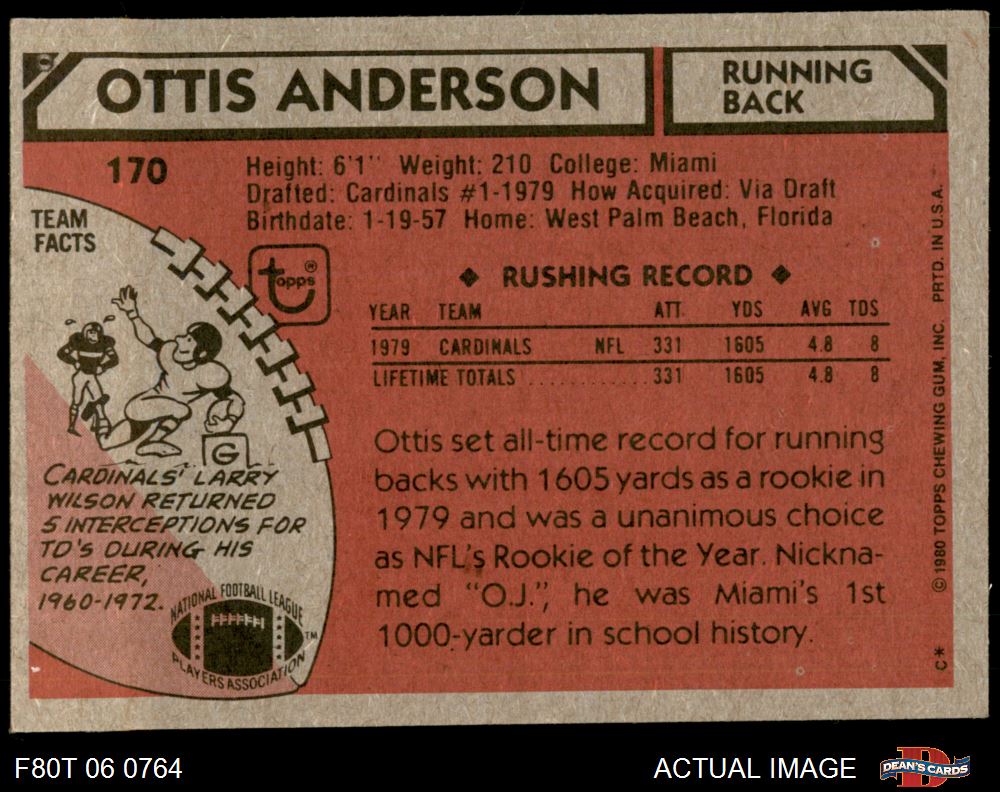 OTTIS ANDERSON
RUNNING
BACK
170
Height: 6'1" Weight: 210 College: Miami
Drafted: Cardinals #1-1979 How Acquired: Via Draft
Birthdate: 1-19-57 Home: West Palm Beach, Florida
TEAM
FACTS
topps®
◆ RUSHING RECORD ◆
YEAR TEAM ATT. YDS AVG TDS
1979 CARDINALS NFL 331 1605 4.8 8
LIFETIME TOTALS ............ 331 1605 4.8 8
Ottis set all-time record for running
backs with 1605 yards as a rookie in
1979 and was a unanimous choice
as NFL's Rookie of the Year. Nickna-
med "O.J.", he was Miami's 1st
1000-yarder in school history.
G
CARDINALS' LARRY
WILSON RETURNED
5 INTERCEPTIONS FOR
TD'S DURING HIS
CAREER,
1960-1972.
NATIONAL FOOTBALL LEAGUE
PLAYERS ASSOCIATION™
© 1980 TOPPS CHEWING GUM, INC. PRTD. IN U.S.A.
C*
F80T 06 0764
ACTUAL IMAGE
D
DEAN'S CARDS